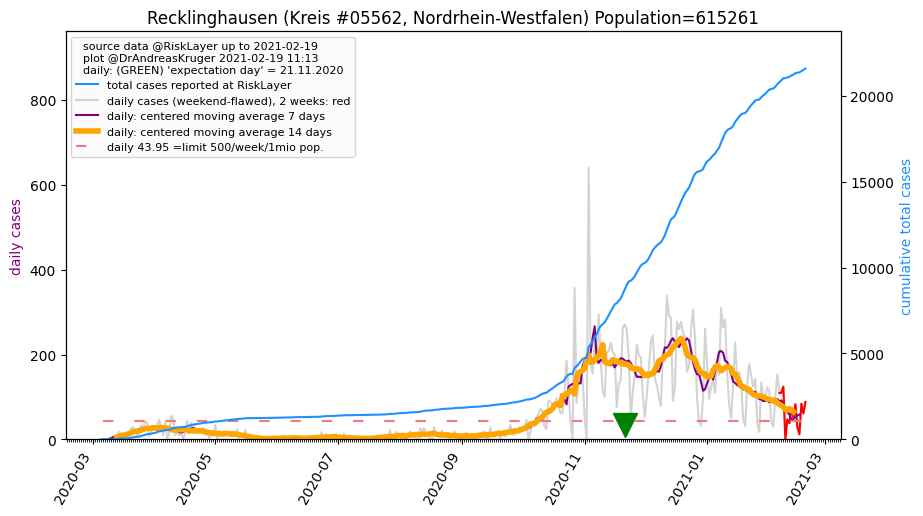 Recklinghausen (Kreis #05562, Nordrhein-Westfalen) Population=615261
source data @RiskLayer up to 2021-02-19
plot @DrAndreasKruger 2021-02-19 11:13
daily: (GREEN) 'expectation day' = 21.11.2020
total cases reported at RiskLayer
daily cases (weekend-flawed), 2 weeks: red
daily: centered moving average 7 days
daily: centered moving average 14 days
daily 43.95 =limit 500/week/1mio pop.
daily cases
800
600
400
200
0
cumulative total cases
20000
15000
10000
5000
0
2020-03
2020-05
2020-07
2020-09
2020-11
2021-01
2021-03